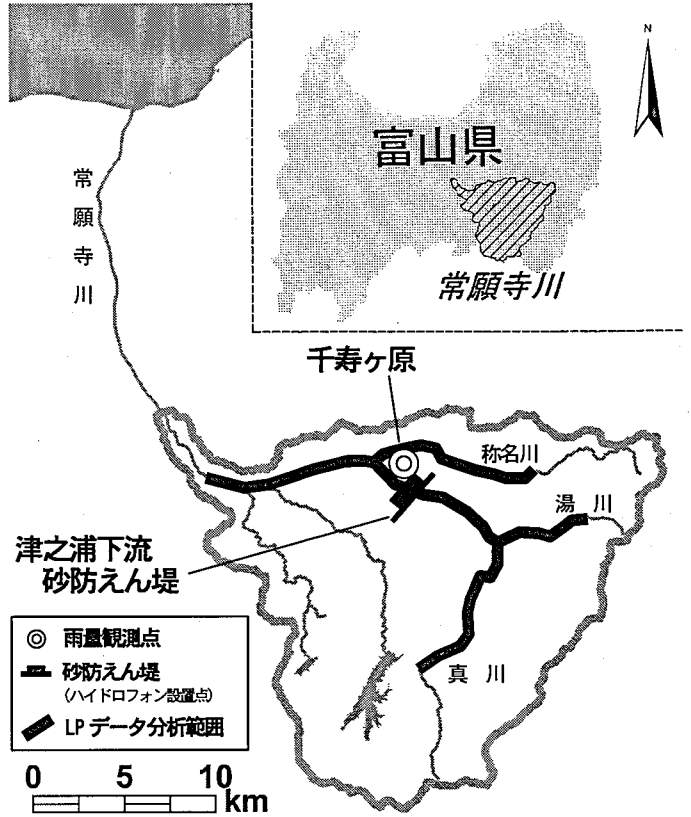 N
富山県
常願寺川
常願寺川
千寿ヶ原
称名川
湯川
津之浦下流
砂防えん堤
真川
雨量観測点
砂防えん堤
(ハイドロフォン設置点)
LPデータ分析範囲
0 5 10
km